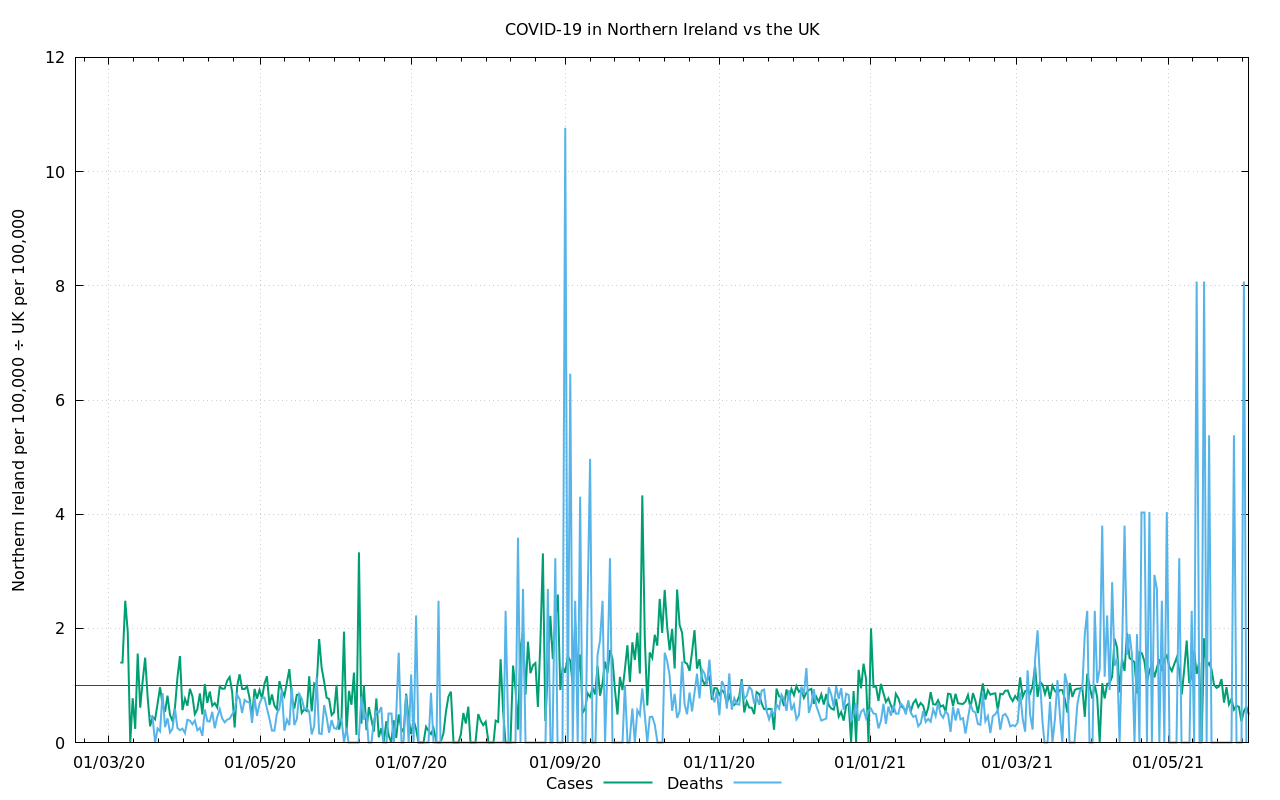 COVID-19 in Northern Ireland vs the UK
Northern Ireland per 100,000 ÷ UK per 100,000
12
10
8
6
4
2
0
01/03/20 01/05/20 01/07/20 01/09/20 01/11/20 01/01/21 01/03/21 01/05/21
Cases Deaths